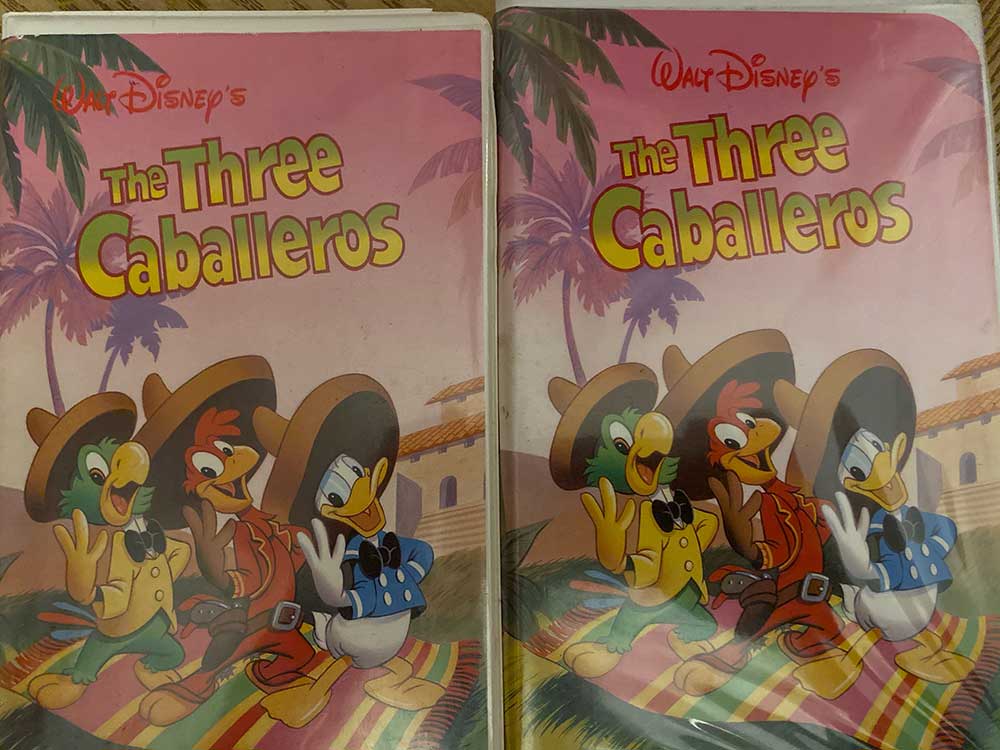 Walt Disney's
The Three
Caballeros
Walt Disney's
The Three
Caballeros